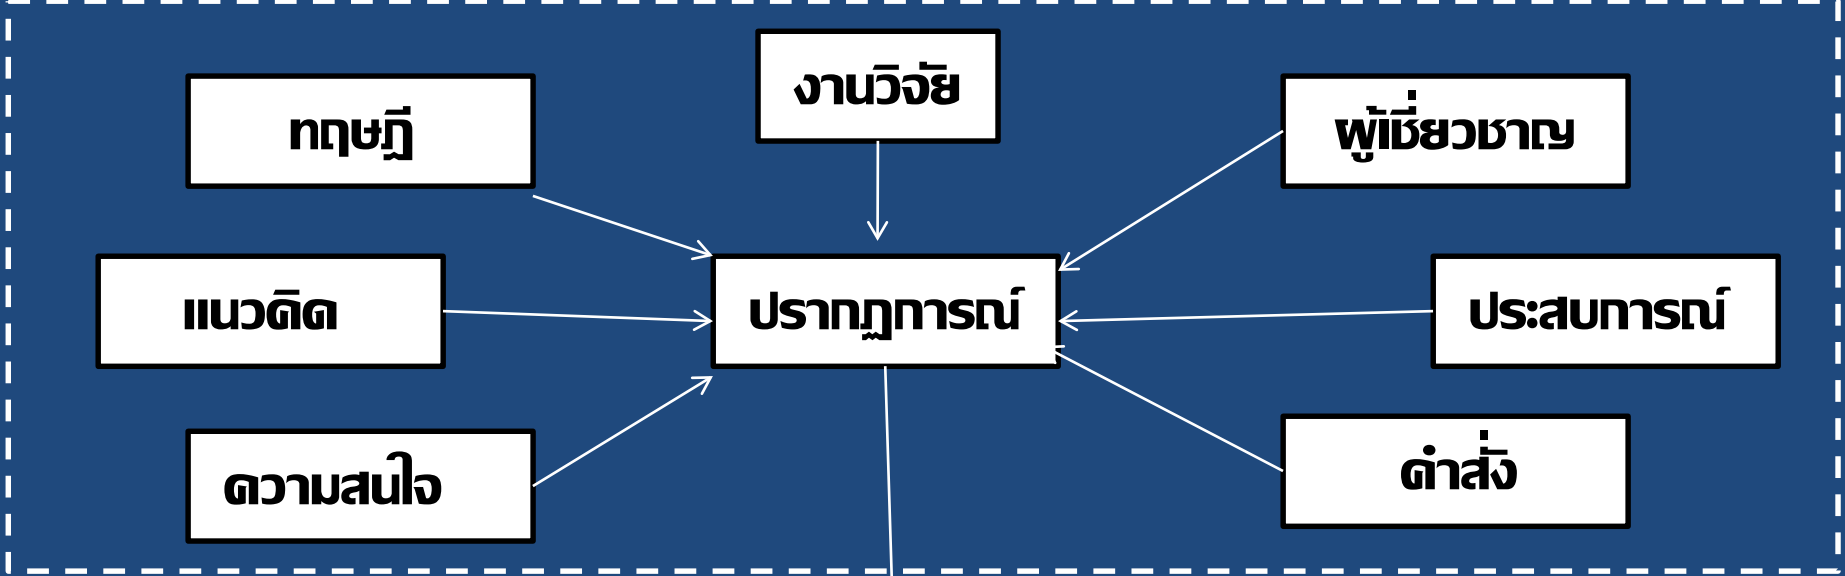 งานวิจัย
ทฤษฎี
ผู้เชี่ยวชาญ
แนวคิด
ปรากฏการณ์
ประสบการณ์
ความสนใจ
คำสั่ง